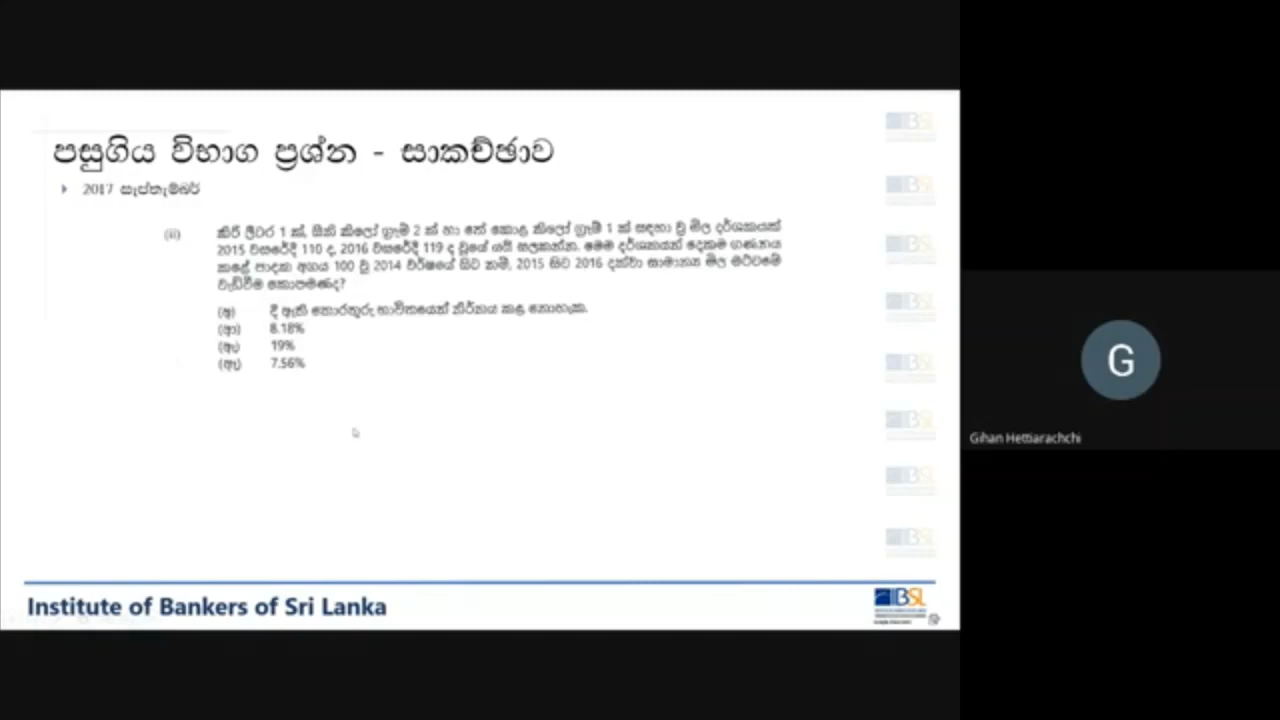 පසුගිය විභාග ප්‍රශ්න - සාකච්ඡාව
2017 සැප්තැම්බර්
(ii) කිරි ලීටර 1 ක්, සීනි කිලෝ ග්‍රෑම් 2 ක් හා තේ කොළ කිලෝ ග්‍රෑම් 1 ක් සඳහා වූ මිල දර්ශකයක්
2015 වසරේදී 110 ද, 2016 වසරේදී 119 ද වූයේ යැයි සලකන්න. මෙම දර්ශකයන් දෙකම ගණනය
කළේ පාදක අගය 100 වූ 2014 වර්ෂයේ සිට නම්, 2015 සිට 2016 දක්වා සාමාන්‍ය මිල මට්ටමේ
වැඩිවීම කොපමණද?
(අ) දී ඇති තොරතුරු භාවිතයෙන් නිර්ණය කළ නොහැක.
(ආ) 8.18%
(ඇ) 19%
(ඈ) 7.56%
Institute of Bankers of Sri Lanka
IBSL
G
Gihan Hettiarachchi